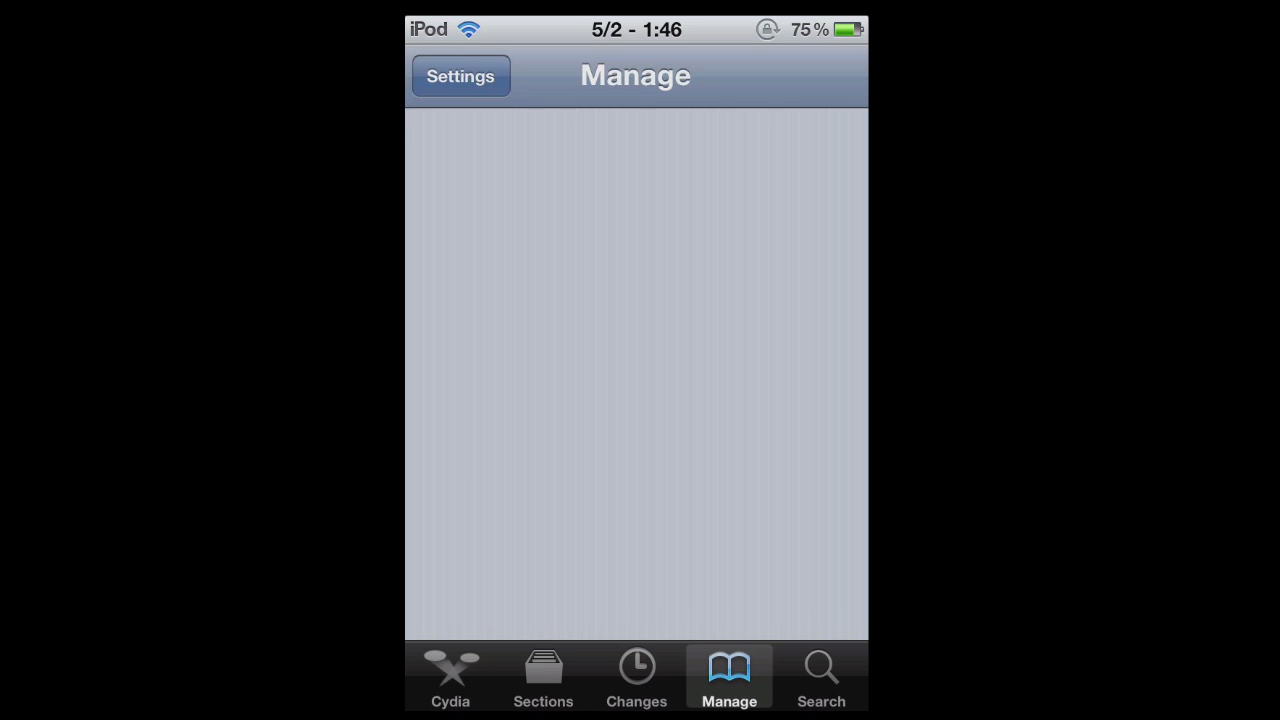 iPod 5/2 - 1:46 75%
Settings Manage
Cydia Sections Changes Manage Search